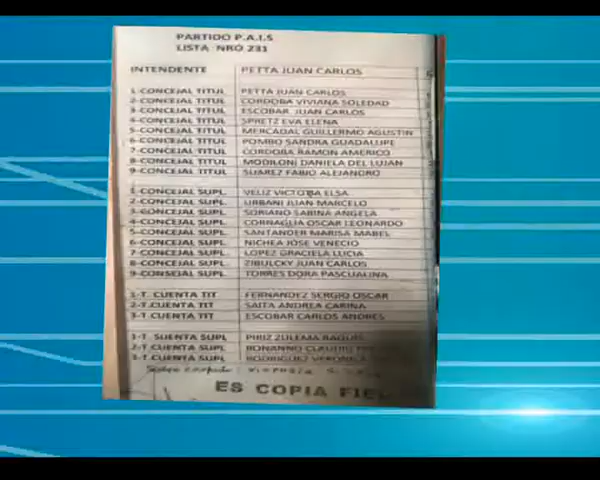 PARTIDO P.A.I.S
LISTA NRO 231
INTENDENTE PETTA JUAN CARLOS
1-CONCEJAL TITUL PETTA JUAN CARLOS
2-CONCEJAL TITUL CORDOBA VIVIANA SOLEDAD
3-CONCEJAL TITUL ESCOBAR JUAN CARLOS
4-CONCEJAL TITUL SPRETZ EVA ELENA
5-CONCEJAL TITUL MERCADAL GUILLERMO AGUSTIN
6-CONCEJAL TITUL POMBO SANDRA GUADALUPE
7-CONCEJAL TITUL CORDOBA RAMON AMERICO
8-CONCEJAL TITUL MODILONI DANIELA DEL LUJAN
9-CONCEJAL TITUL SUAREZ FABIO ALEJANDRO
1-CONCEJAL SUPL. VELIZ ELSA
2-CONCEJAL SUPL. URBANI JUAN MARCELO
3-CONCEJAL SUPL. SORIANO SABINA ANGELA
4-CONCEJAL SUPL. CORNAGLIA OSCAR LEONARDO
5-CONCEJAL SUPL. SANTANDER MARISA MABEL
6-CONCEJAL SUPL. NICHEA JOSE VENECIO
7-CONCEJAL SUPL. LOPEZ GRACIELA LUCIA
8-CONCEJAL SUPL. ZIBULCKY JUAN CARLOS
9-CONSEJAL SUPL. TORRES DORA PASCUALINA
1-T. CUENTA TIT FERNANDEZ SERGIO OSCAR
2-T.CUENTA TIT SAITA ANDREA CARINA
3-T. CUENTA TIT ESCOBAR CARLOS ANDRES
1-T. SUENTA SUPL PIRIZ ZULEMA RAQUEL
2-T-CUENTA SUPL BONANNO
3-T.CUENTA SUPL RODRIGUEZ
ES COPIA FIEL